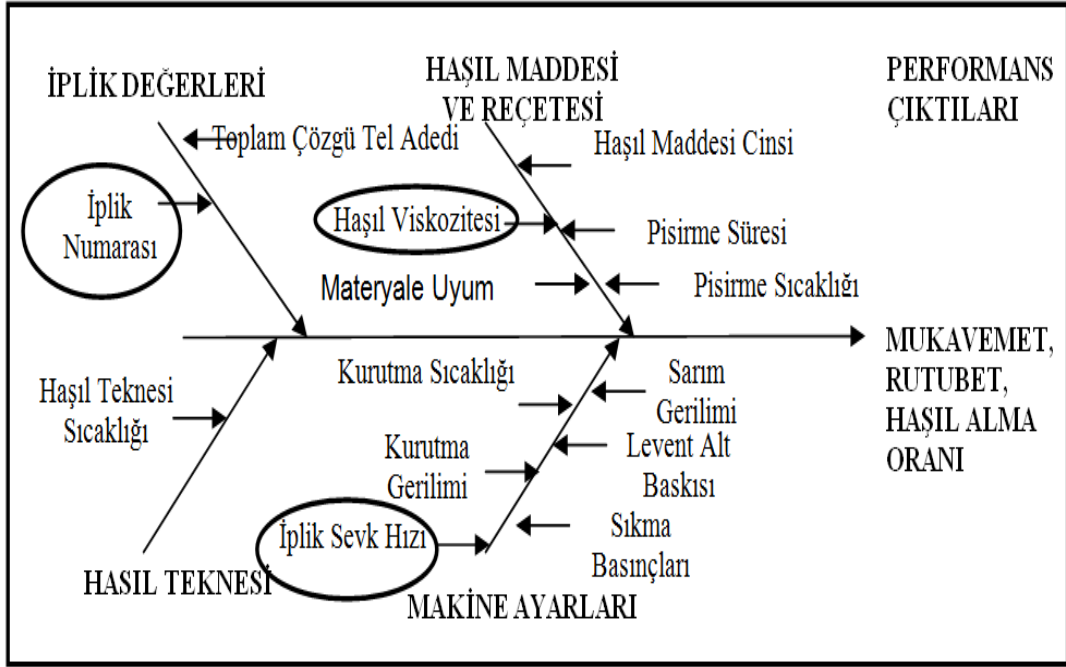 İPLİK DEĞERLERİ
Toplam Çözgü Tel Adedi
İplik
Numarası
HAŞIL MADDESİ
VE REÇETESİ
Haşıl Maddesi Cinsi
Haşıl Viskozitesi
Pisirme Süresi
Materyale Uyum
Pisirme Sıcaklığı
PERFORMANS
ÇIKTILARI
MUKAVEMET,
RUTUBET,
HAŞIL ALMA
ORANI
Haşıl Teknesi
Sıcaklığı
HASIL TEKNESİ
Kurutma Sıcaklığı
Sarım
Gerilimi
Kurutma
Gerilimi
Levent Alt
Baskısı
İplik Sevk Hızı
Sıkma
Basınçları
MAKİNE AYARLARI